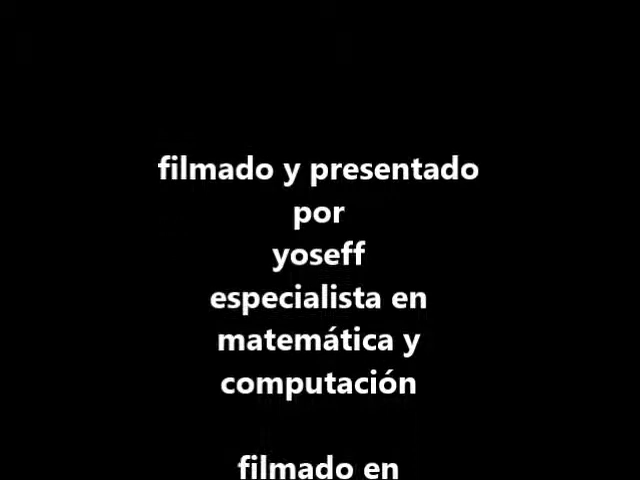 filmado y presentado
por
yoseff
especialista en
matemática y
computación
filmado en